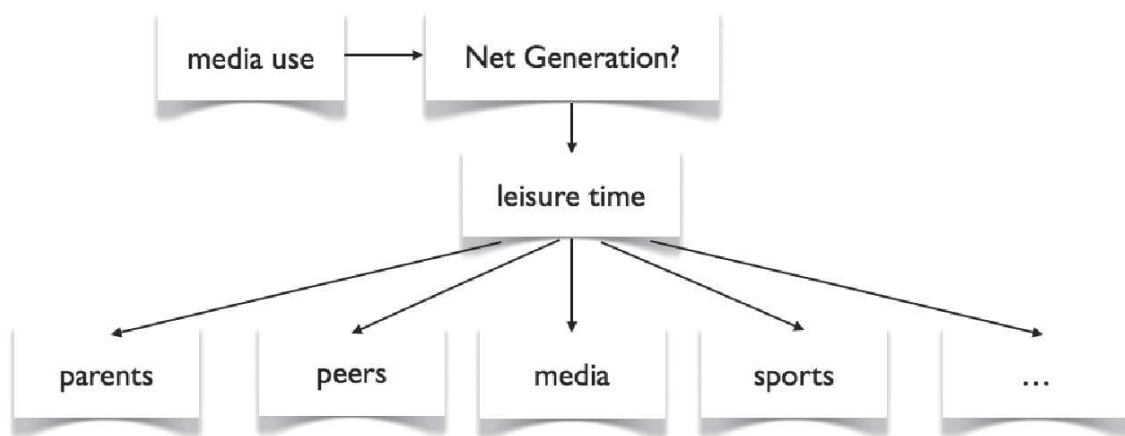 media use
Net Generation?
leisure time
parents
peers
media
sports
...